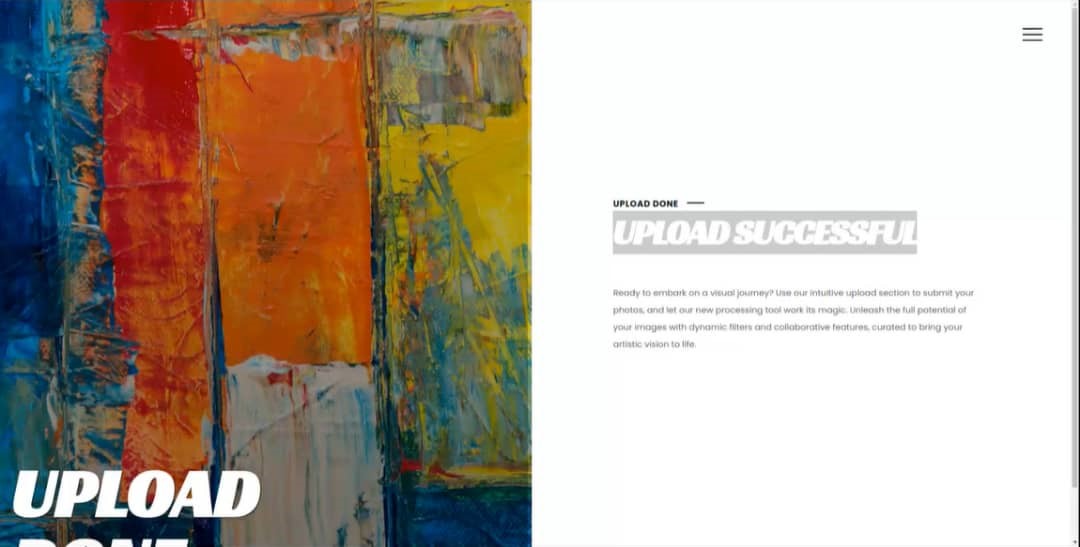 UPLOAD DONE
UPLOAD SUCCESSFUL
Ready to embark on a visual journey? Use our intuitive upload section to submit your
photos, and let our new processing tool work its magic. Unleash the full potential of
your images with dynamic filters and collaborative features, curated to bring your
artistic vision to life.
UPLOAD
DONE